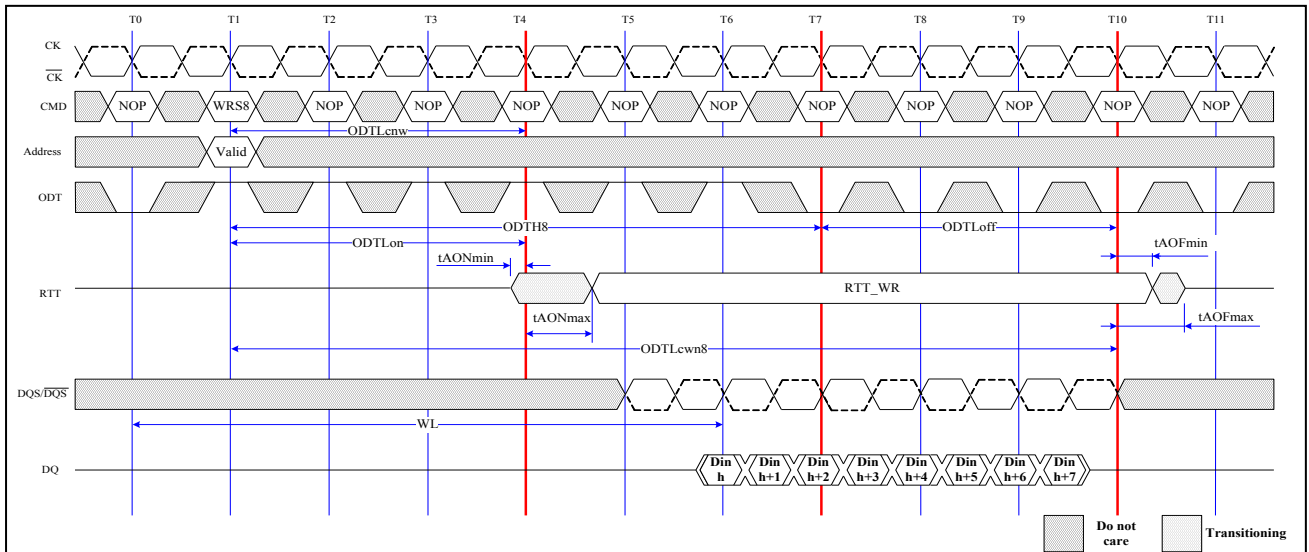 T0 T1 T2 T3 T4 T5 T6 T7 T8 T9 T10 T11
CK
CK
CMD NOP WRS8 NOP NOP NOP NOP NOP NOP NOP NOP NOP NOP
ODTLcnw
Address Valid
ODT
ODTH8 ODTLoff
ODTLon
tAONmin tAOFmin
RTT RTT_WR
tAONmax tAOFmax
ODTLcwn8
DQS/DQS
WL
DQ Din h Din h+1 Din h+2 Din h+3 Din h+4 Din h+5 Din h+6 Din h+7
Do not care Transitioning